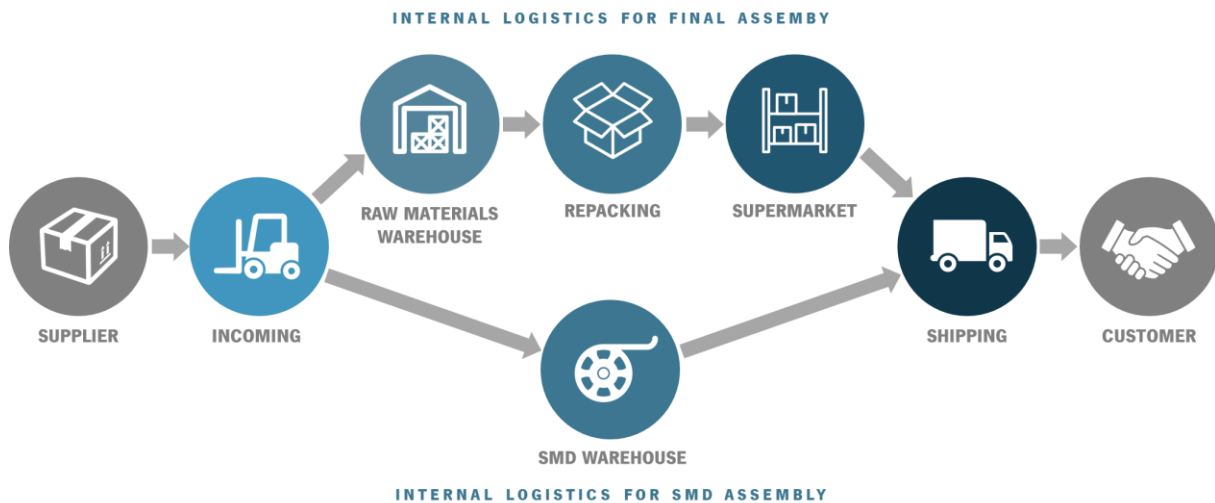 INTERNAL LOGISTICS FOR FINAL ASSEMBY
RAW MATERIALS
WAREHOUSE
REPACKING
SUPERMARKET
SUPPLIER
INCOMING
SHIPPING
CUSTOMER
SMD WAREHOUSE
INTERNAL LOGISTICS FOR SMD ASSEMBLY